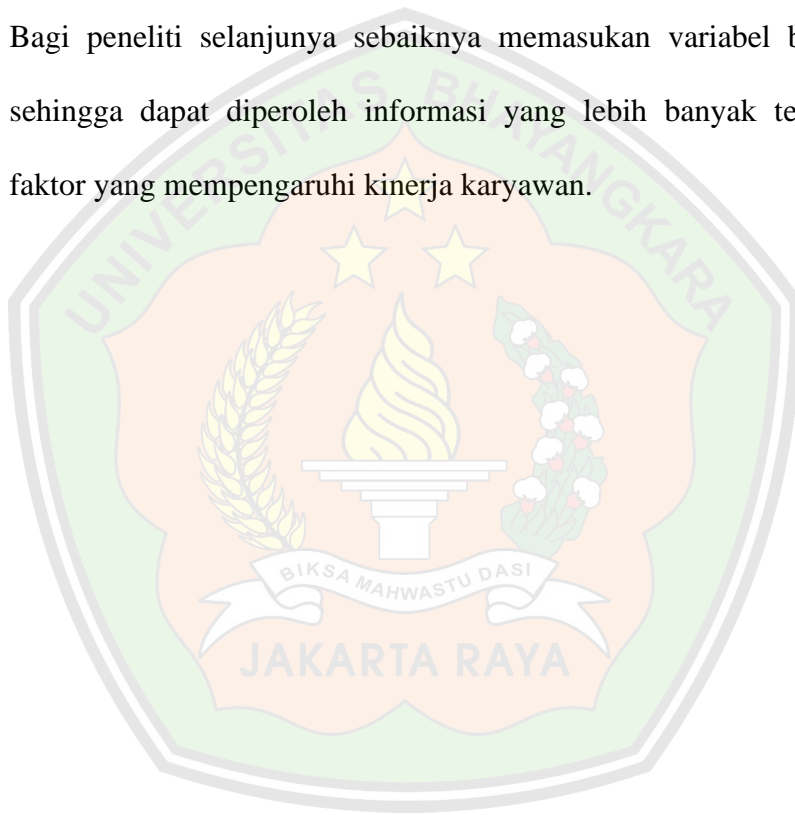 Bagi peneliti selanjunya sebaiknya memasukan variabel
sehingga dapat diperoleh informasi yang lebih banyak
faktor yang mempengaruhi kinerja karyawan.
UNIVERSITAS BHAYANGKARA
BIKSA MAHWASTU DASI
JAKARTA RAYA